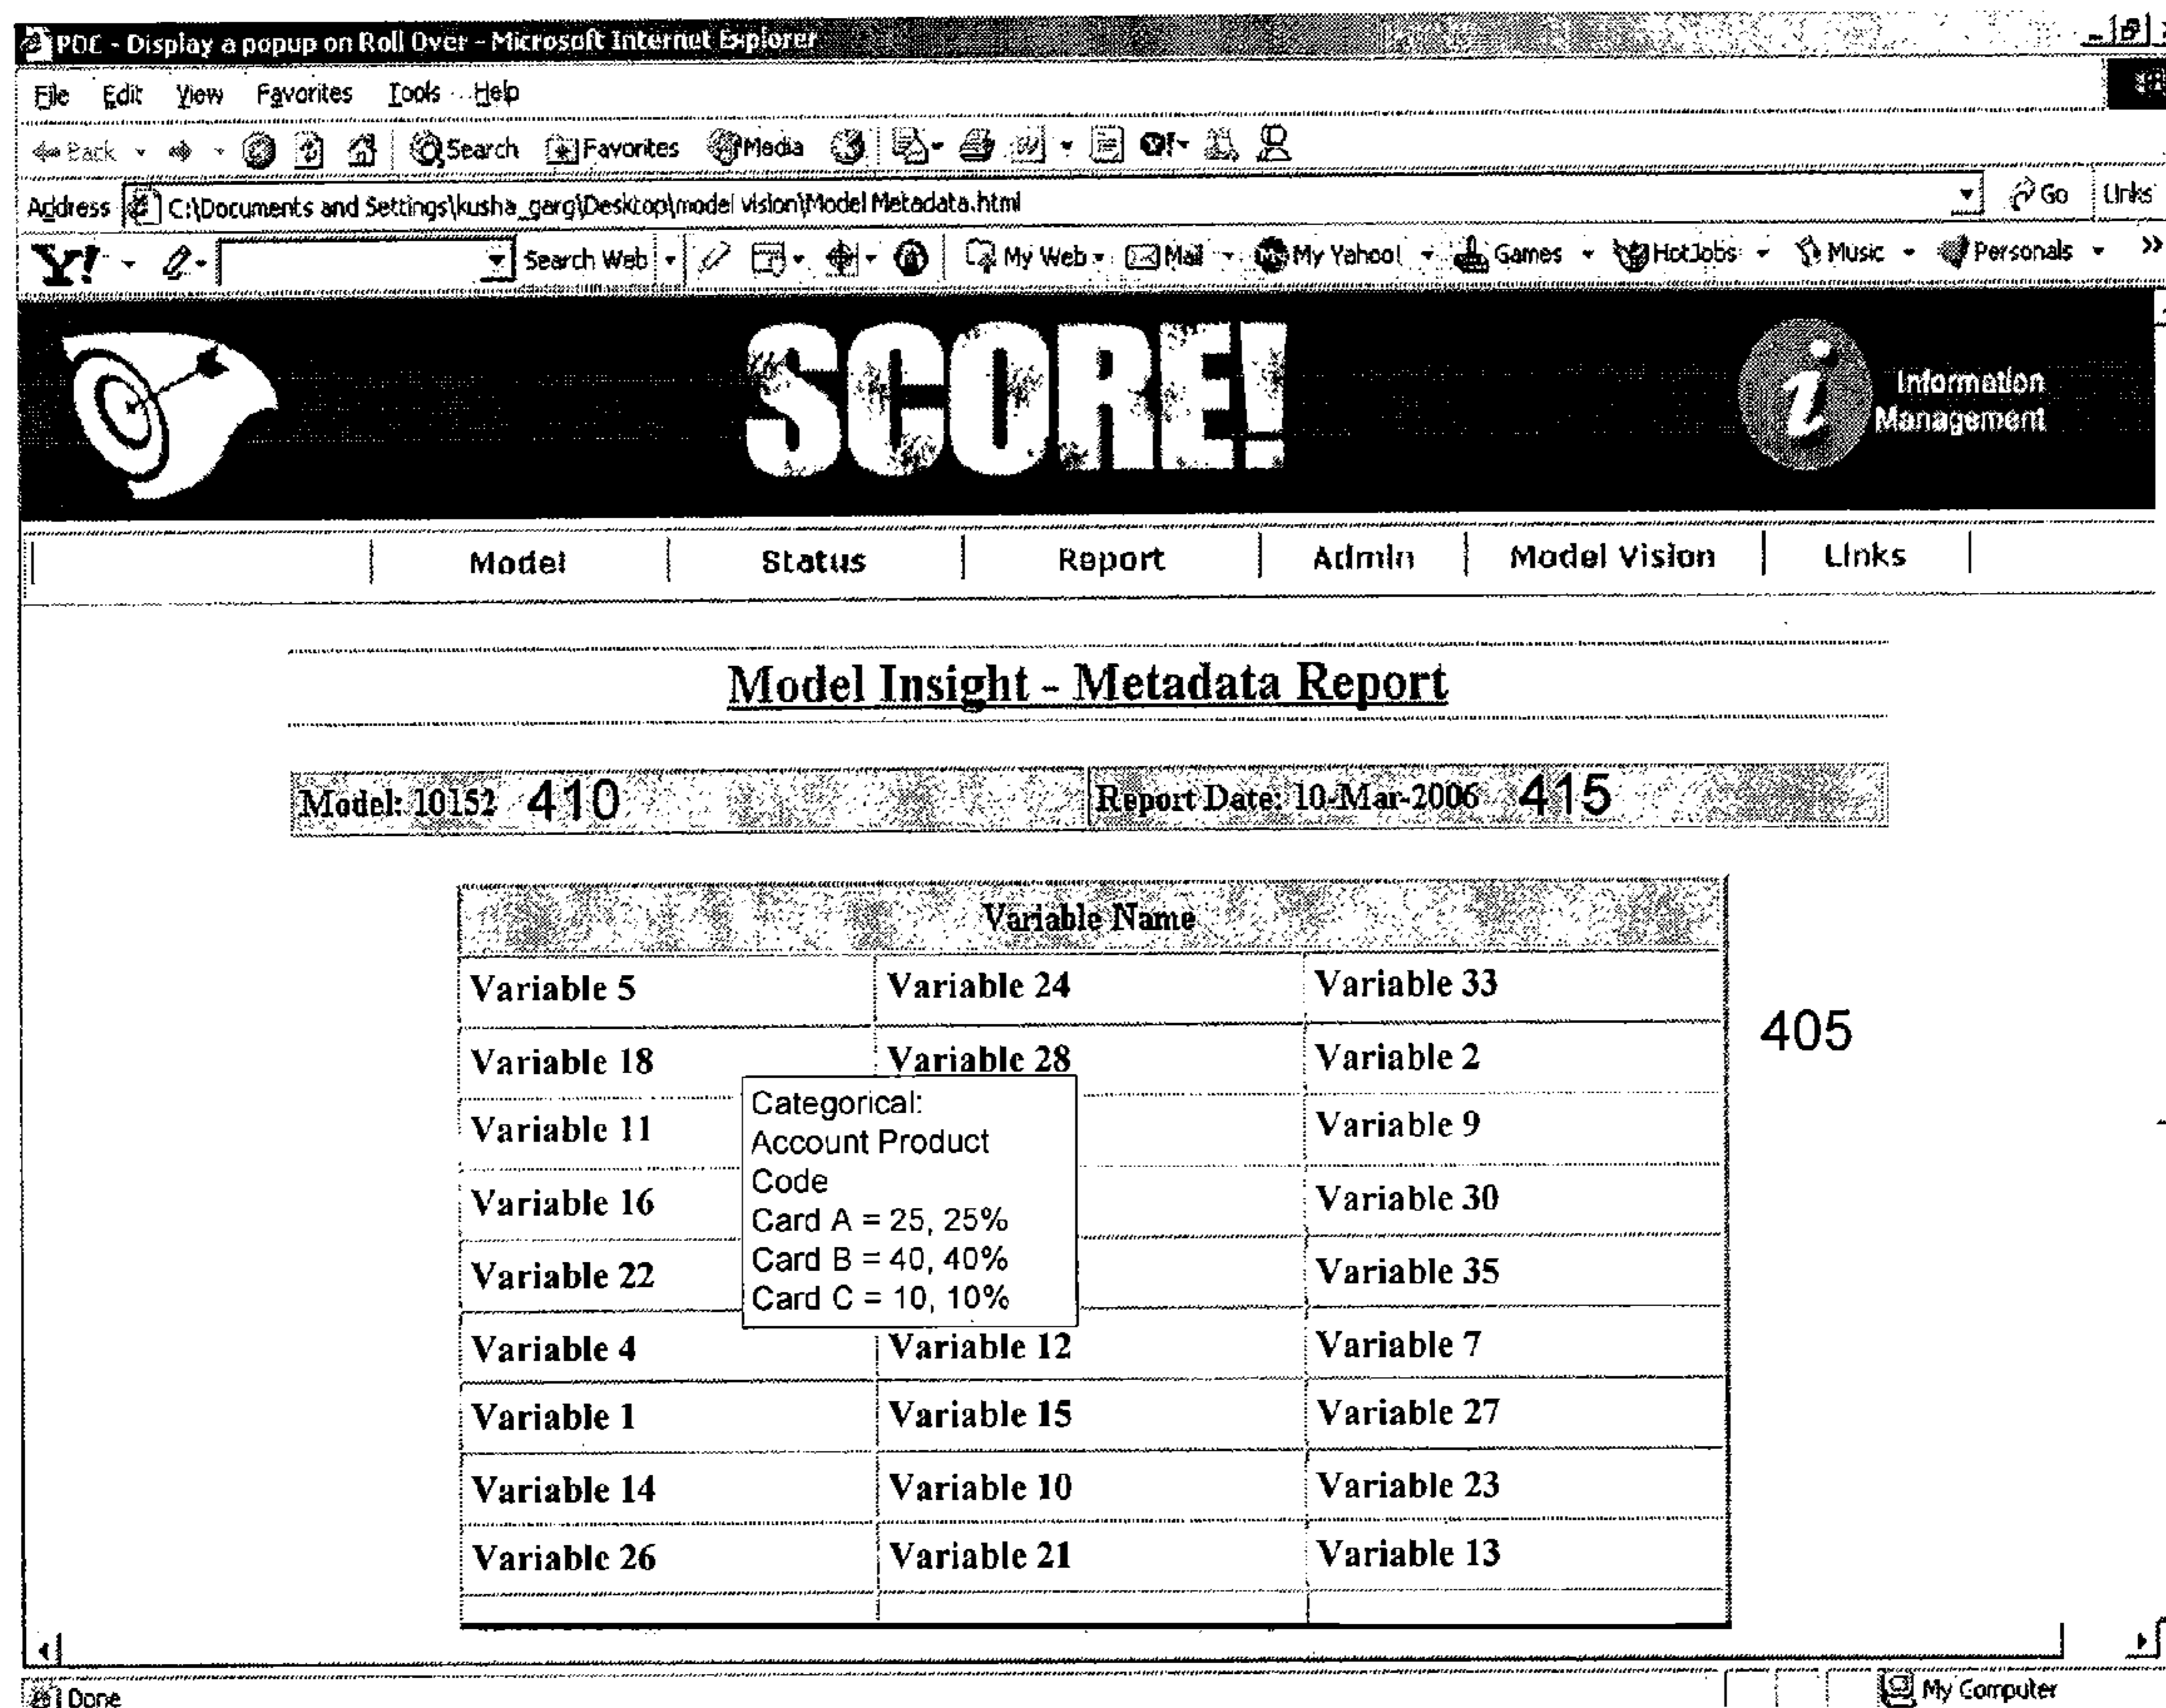 POC - Display a popup on Roll Over - Microsoft Internet Explorer
File Edit View Favorites Tools Help
Back Search Favorites Media
Address C:\Documents and Settings\kusha_garg\Desktop\model vision\Model Metadata.html Go Links
Y! Search Web My Web Mail My Yahoo! Games HotJobs Music Personals »
SCORE!
i Information
Management
Model Status Report Admin Model Vision Links
Model Insight - Metadata Report
Model: 10152 410 Report Date: 10-Mar-2006 415
Variable Name
Variable 5 Variable 24 Variable 33
405
Variable 18 Variable 28 Variable 2
Variable 11 Variable 9
Variable 16 Variable 30
Variable 22 Variable 35
Categorical:
Account Product
Code
Card A = 25, 25%
Card B = 40, 40%
Card C = 10, 10%
Variable 4 Variable 12 Variable 7
Variable 1 Variable 15 Variable 27
Variable 14 Variable 10 Variable 23
Variable 26 Variable 21 Variable 13
Done My Computer